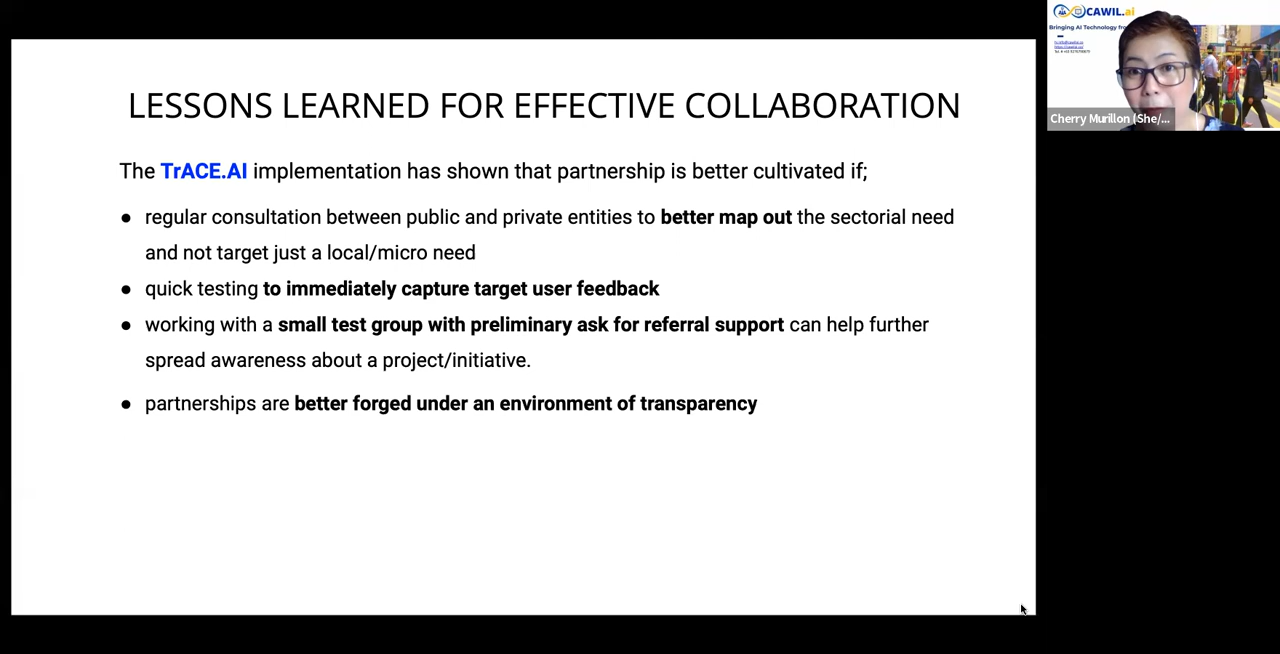 LESSONS LEARNED FOR EFFECTIVE COLLABORATION
The TrACE.AI implementation has shown that partnership is better cultivated if;
● regular consultation between public and private entities to better map out the sectorial need
and not target just a local/micro need
● quick testing to immediately capture target user feedback
● working with a small test group with preliminary ask for referral support can help further
spread awareness about a project/initiative.
● partnerships are better forged under an environment of transparency
CAWIL.ai
Bringing AI Technology
Cherry Murillon (She/...